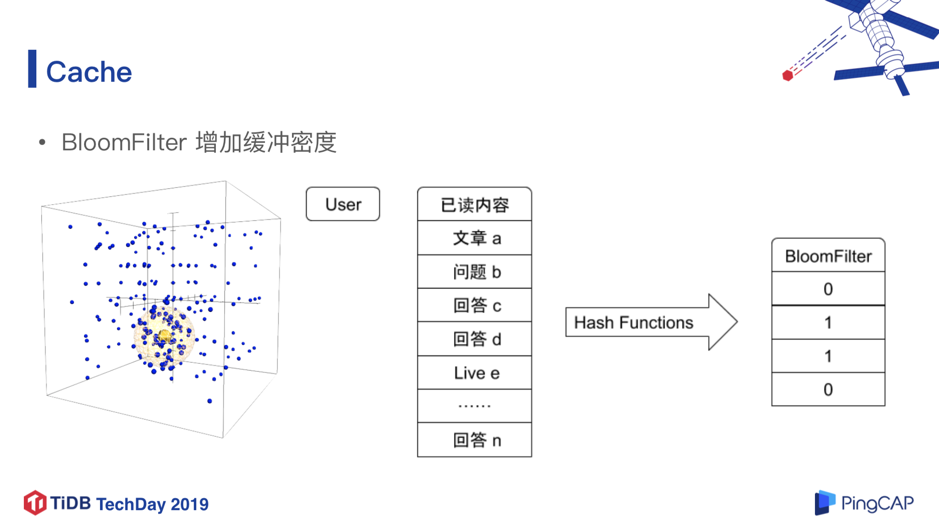 Cache
• BloomFilter 增加缓冲密度
User
已读内容
文章 a
问题 b
回答 c
回答 d
Live e
······
回答 n
Hash Functions
BloomFilter
0
1
1
0
TiDB TechDay 2019
PingCAP